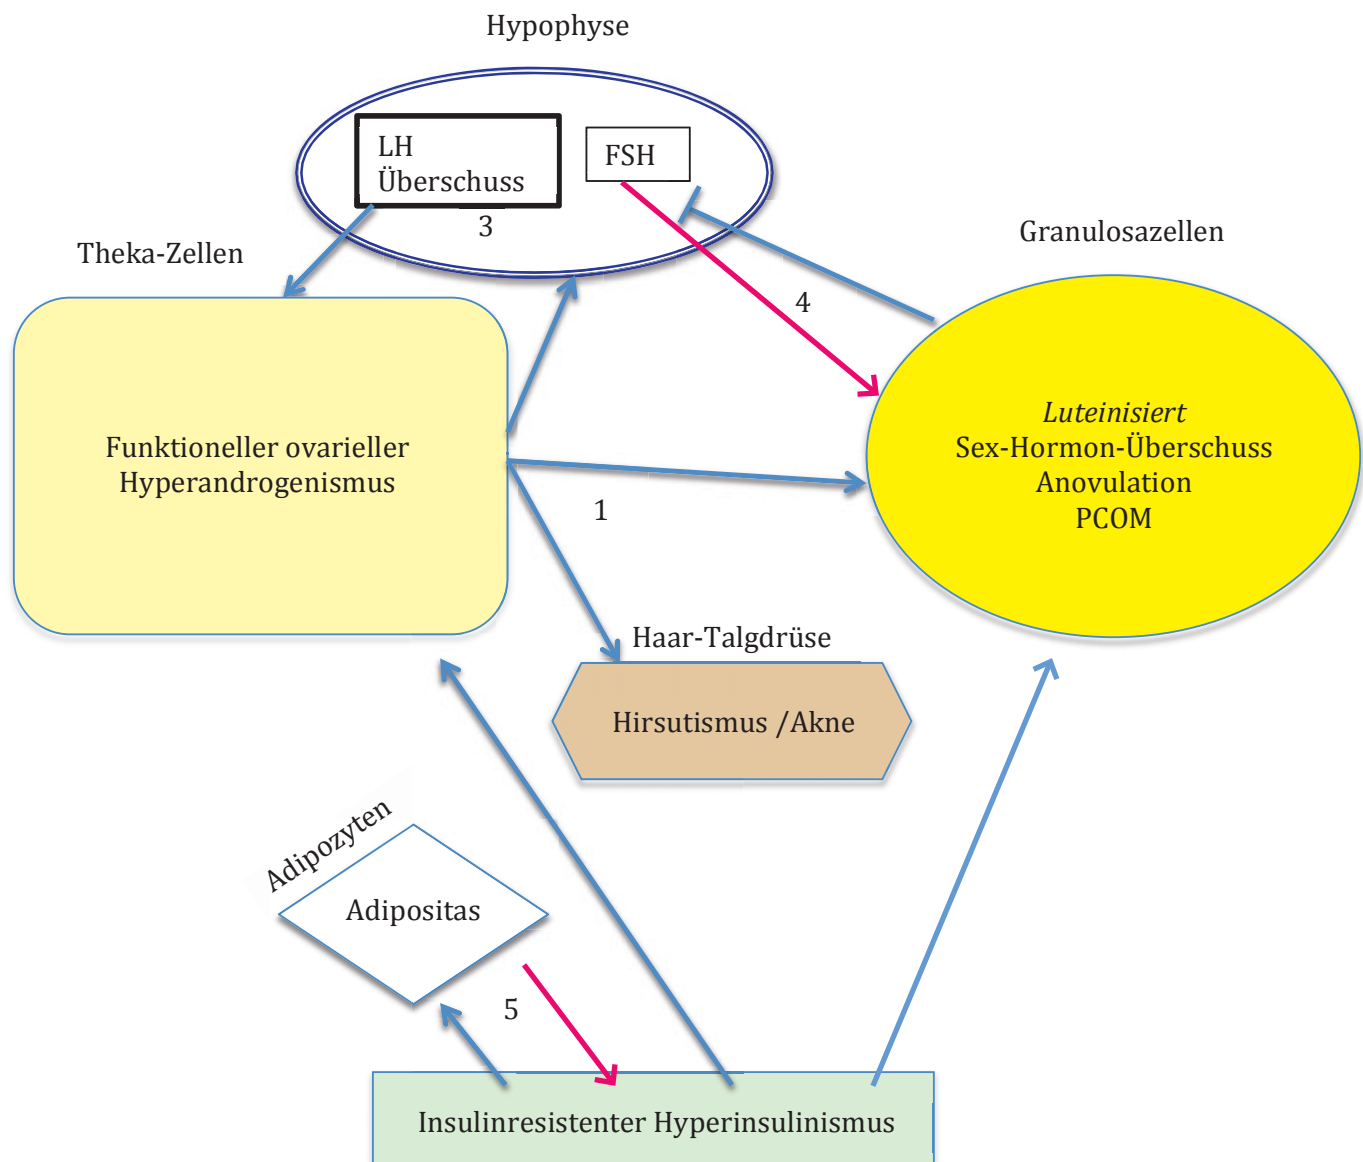 Hypophyse
LH
Überschuss
FSH
3
Theka-Zellen
Granulosazellen
4
Funktioneller ovarieller
Hyperandrogenismus
Luteinisiert
Sex-Hormon-Überschuss
Anovulation
PCOM
1
Haar-Talgdrüse
Hirsutismus /Akne
Adipozyten
Adipositas
5
Insulinresistenter Hyperinsulinismus